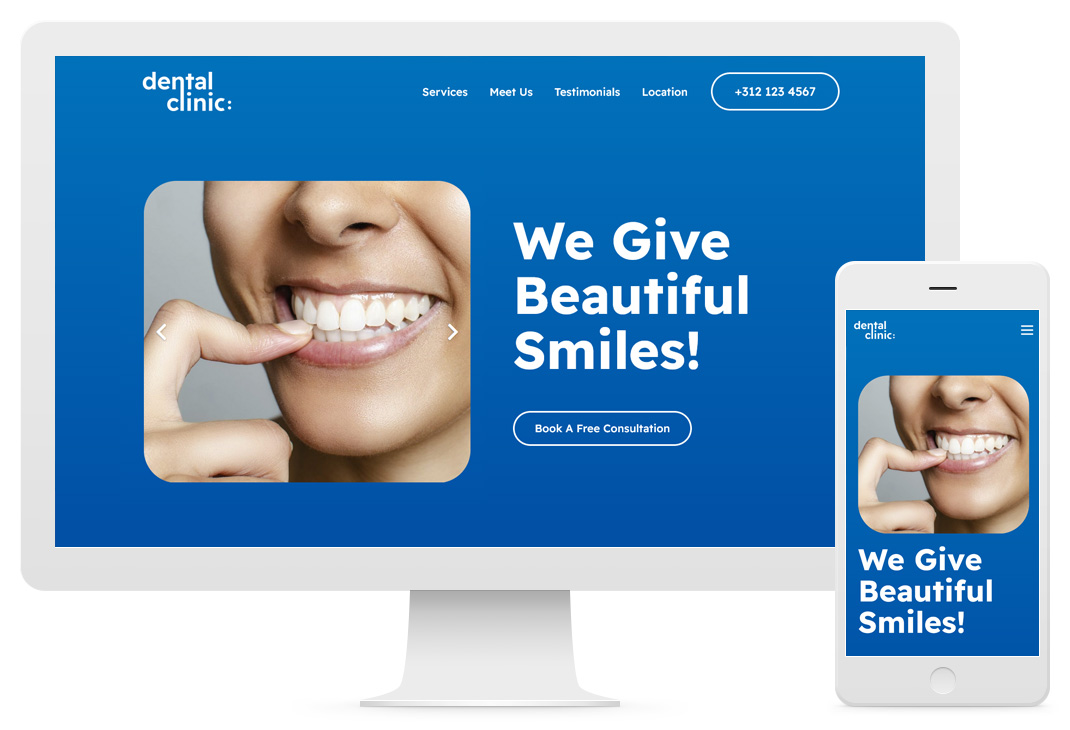 dental
clinic:
Services Meet Us Testimonials Location +312 123 4567
We Give
Beautiful
Smiles!
Book A Free Consultation
dental
clinic:
We Give
Beautiful
Smiles!